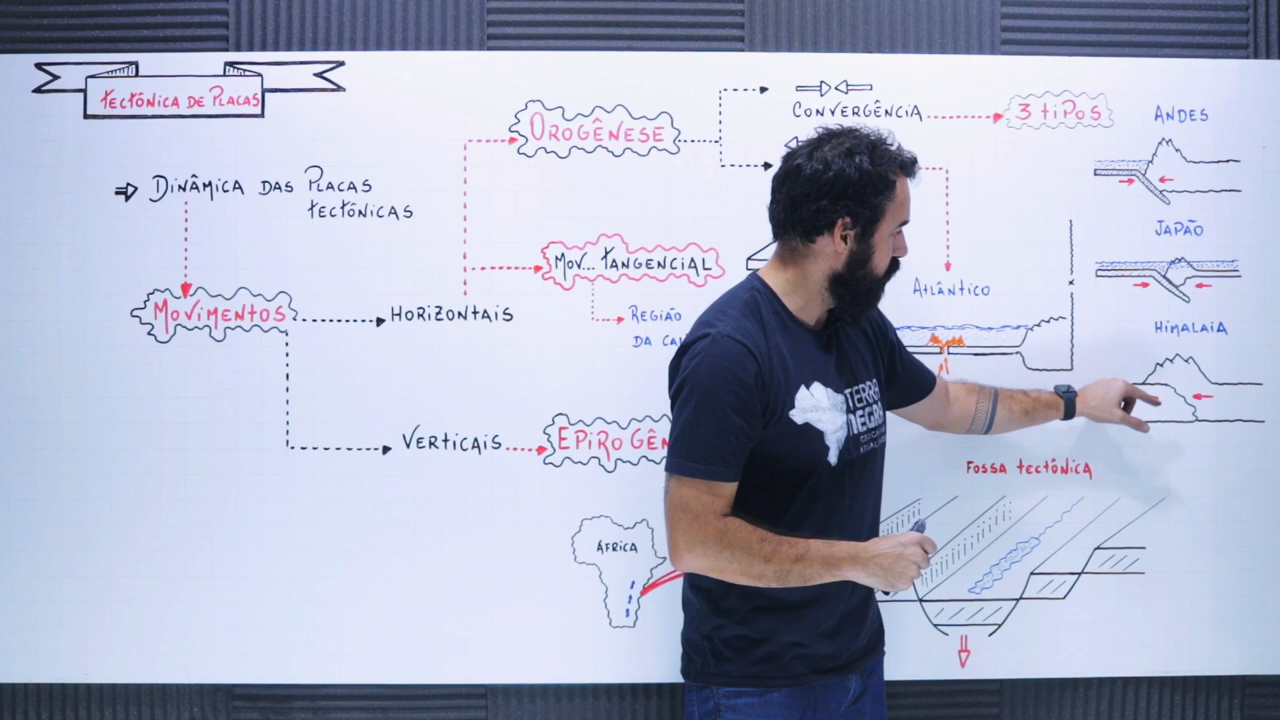 TECTÔNICA DE PLACAS
DINÂMICA DAS PLACAS
TECTÔNICAS
MOVIMENTOS
HORIZONTAIS
VERTICAIS
OROGÊNESE
MOV... TANGENCIAL
REGIÃO
DA
CONVERGÊNCIA
3 TIPOS
ANDES
JAPÃO
HIMALAIA
ATLÂNTICO
FOSSA TECTÔNICA
ÁFRICA
TERRA
NEGRA